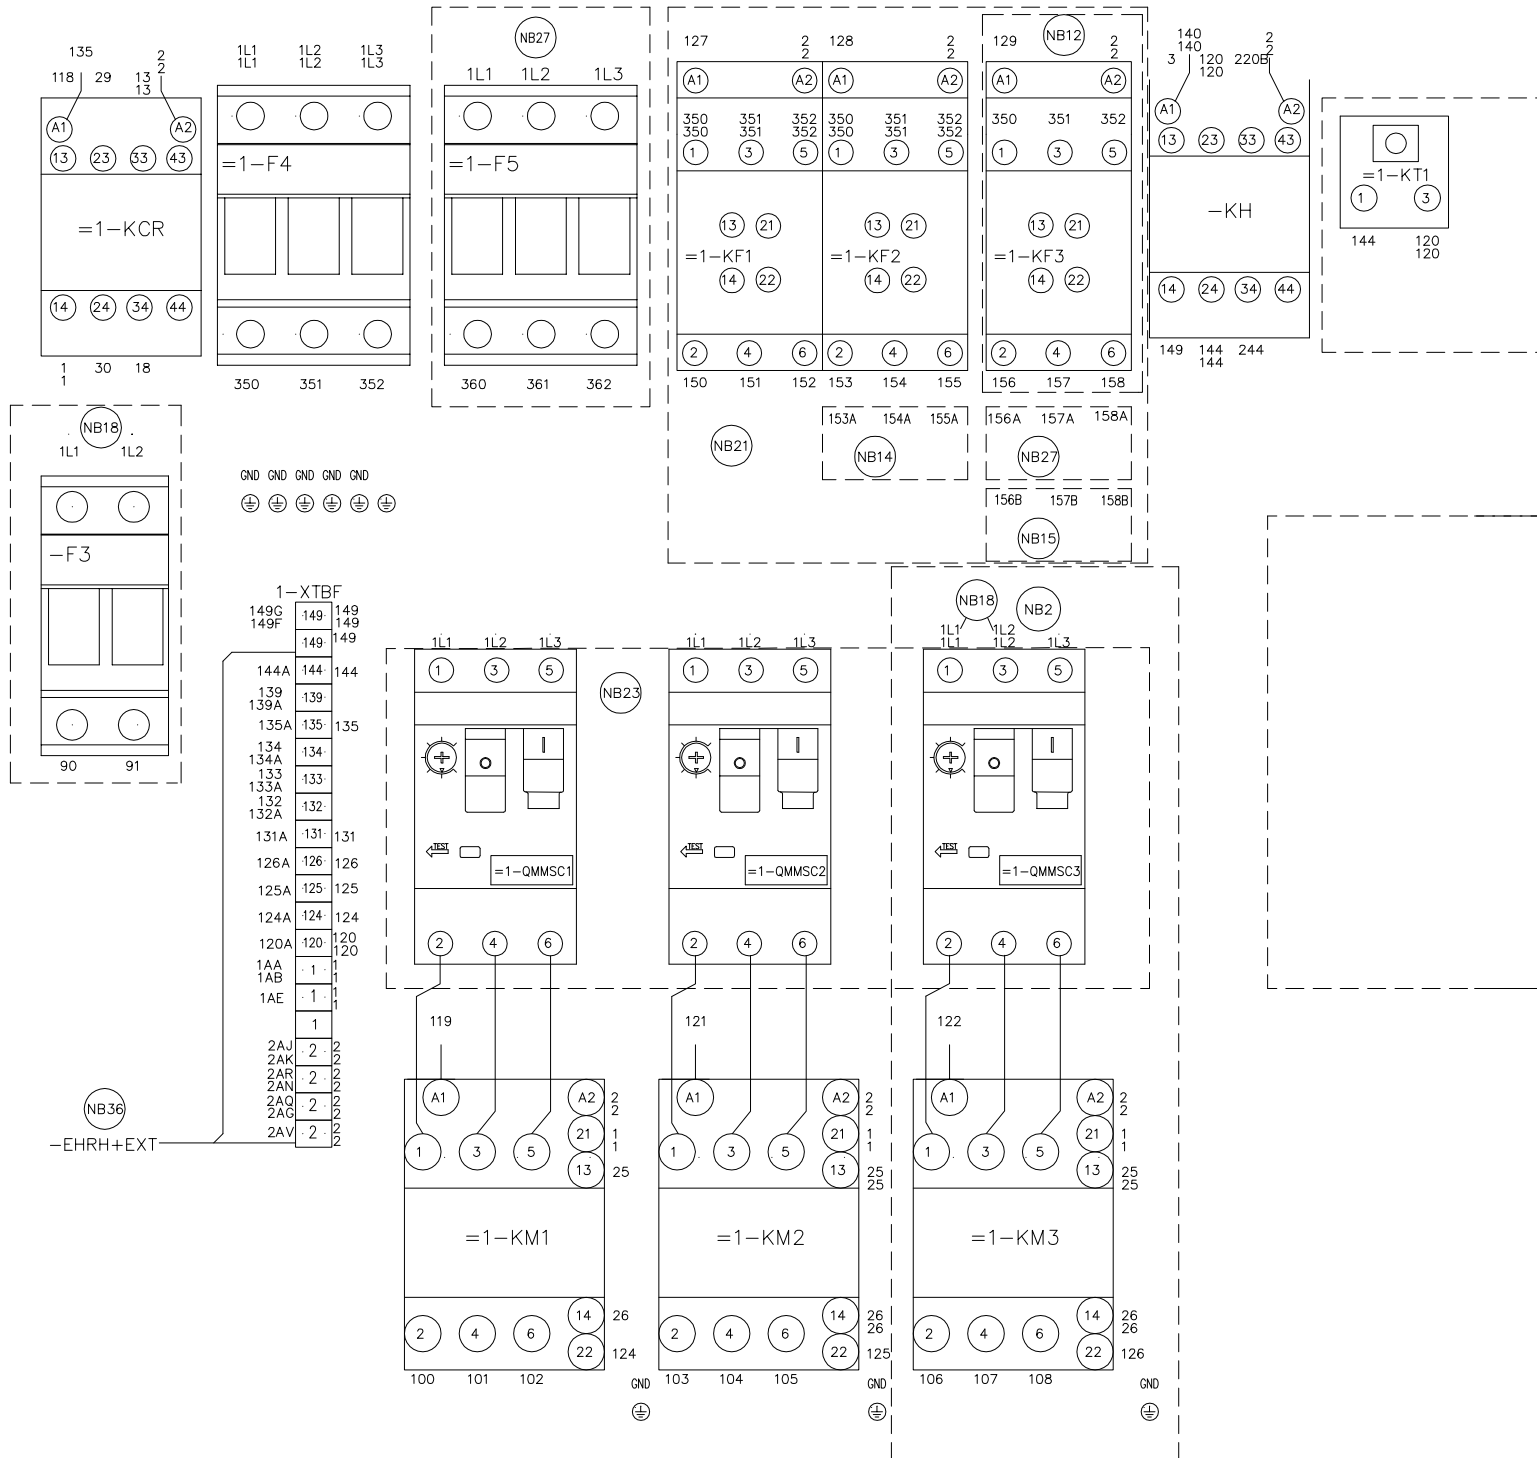 135
118 29 13 13 2 2
A1 A2
13 23 33 43
=1-KCR
14 24 34 44
1 1 30 18
1L1 1L2 1L3
1L1 1L2 1L3
=1-F4
350 351 352
NB27
1L1 1L2 1L3
=1-F5
360 361 362
127 2 2 128 2 2 129 NB12 2 2
A1 A2 A1 A2 A1 A2
350 351 352 350 351 352 350 351 352
350 351 352 350 351 352
1 3 5 1 3 5 1 3 5
13 21 13 21 13 21
=1-KF1 =1-KF2 =1-KF3
14 22 14 22 14 22
2 4 6 2 4 6 2 4 6
150 151 152 153 154 155 156 157 158
153A 154A 155A 156A 157A 158A
NB21 NB14 NB27
156B 157B 158B
NB15
140
140
3 120 120 220B 2 2
A1 A2
13 23 33 43
-KH
14 24 34 44
149 144 244
144
=1-KT1
1 3
144 120
120
NB18
1L1 1L2
-F3
90 91
GND GND GND GND GND
1-XTBF
149G 149 149
149F 149
149 149
144A 144 144
139 139
139A
135A 135 135
134 134
134A
133 133
133A
132 132
132A
131A 131 131
126A 126 126
125A 125 125
124A 124 124
120A 120 120
120
1AA 1 1
1AB 1
1AE 1 1
1
1
2AJ 2 2
2AK 2
2AR 2 2
2AN 2
2AQ 2 2
2AG 2
2AV 2 2
2
NB36
-EHRH+EXT
NB18 NB2
1L1 1L2
1L1 1L2 1L3 1L1 1L2 1L3 1L1 1L2 1L3
1 3 5 1 3 5 1 3 5
NB23
TEST TEST TEST
=1-QMMSC1 =1-QMMSC2 =1-QMMSC3
2 4 6 2 4 6 2 4 6
119 121 122
A1 A2 2 2 A1 A2 2 2 A1 A2 2 2
21 1 1 21 1 1 21 1 1
1 3 5 1 3 5 1 3 5
13 25 13 25 25 13 25 25
=1-KM1 =1-KM2 =1-KM3
14 26 14 26 26 14 26 26
2 4 6 2 4 6 2 4 6
22 124 22 125 22 126
100 101 102 103 104 105 106 107 108
GND GND GND